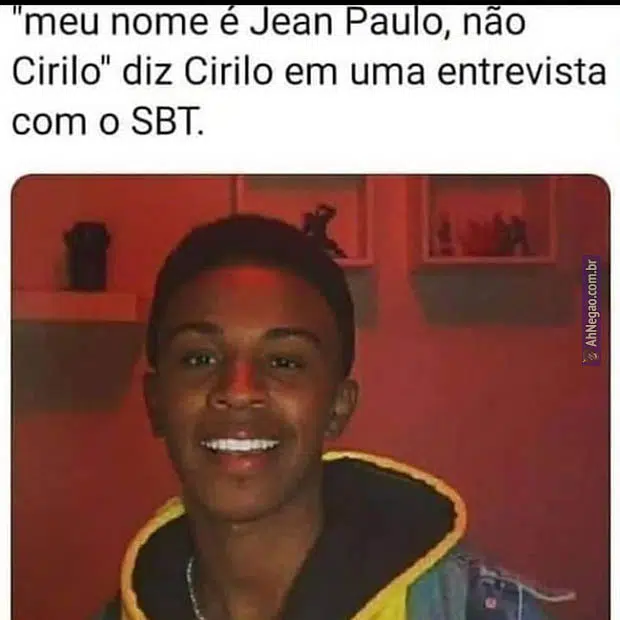 "meu nome é Jean Paulo, não
Cirilo" diz Cirilo em uma entrevista
com o SBT.
AhNegao.com.br